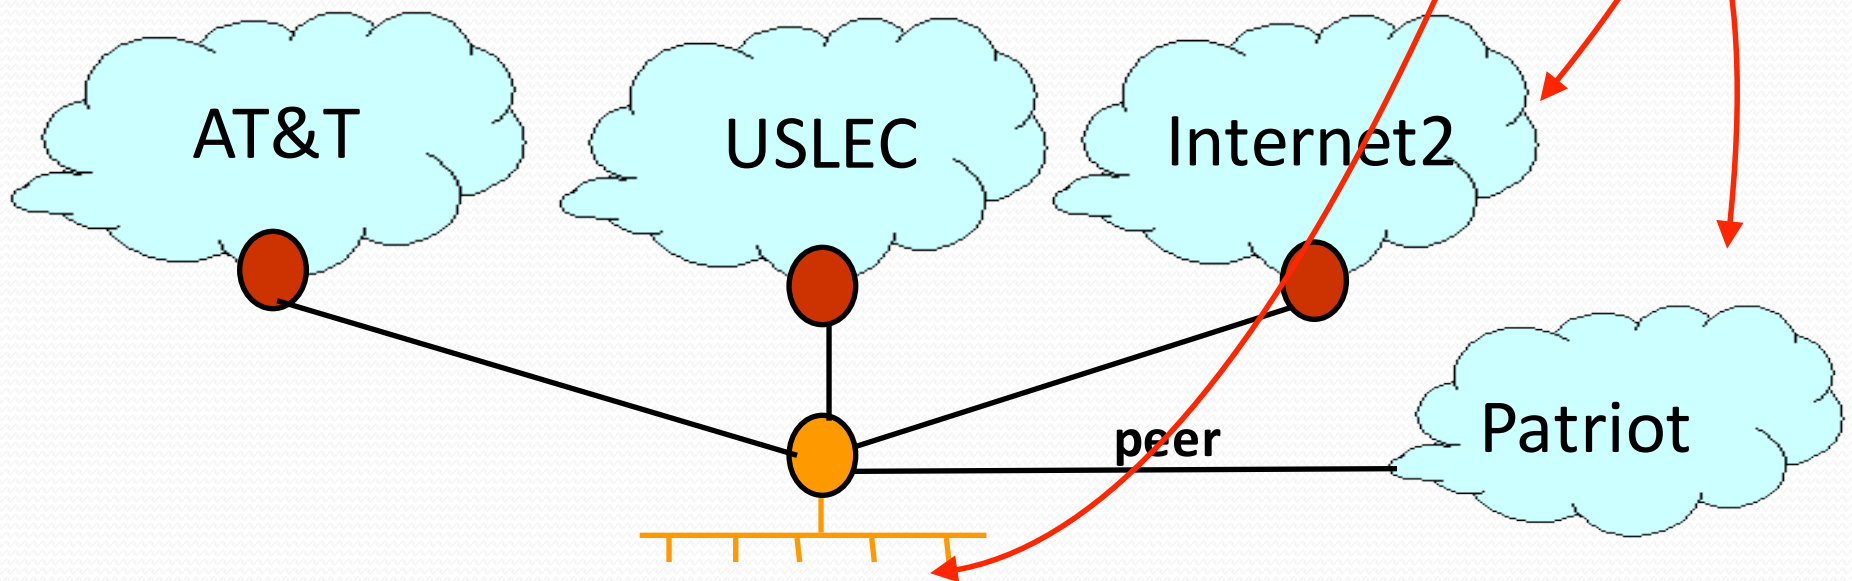 AT&T
USLEC
Internet2
peer
Patriot